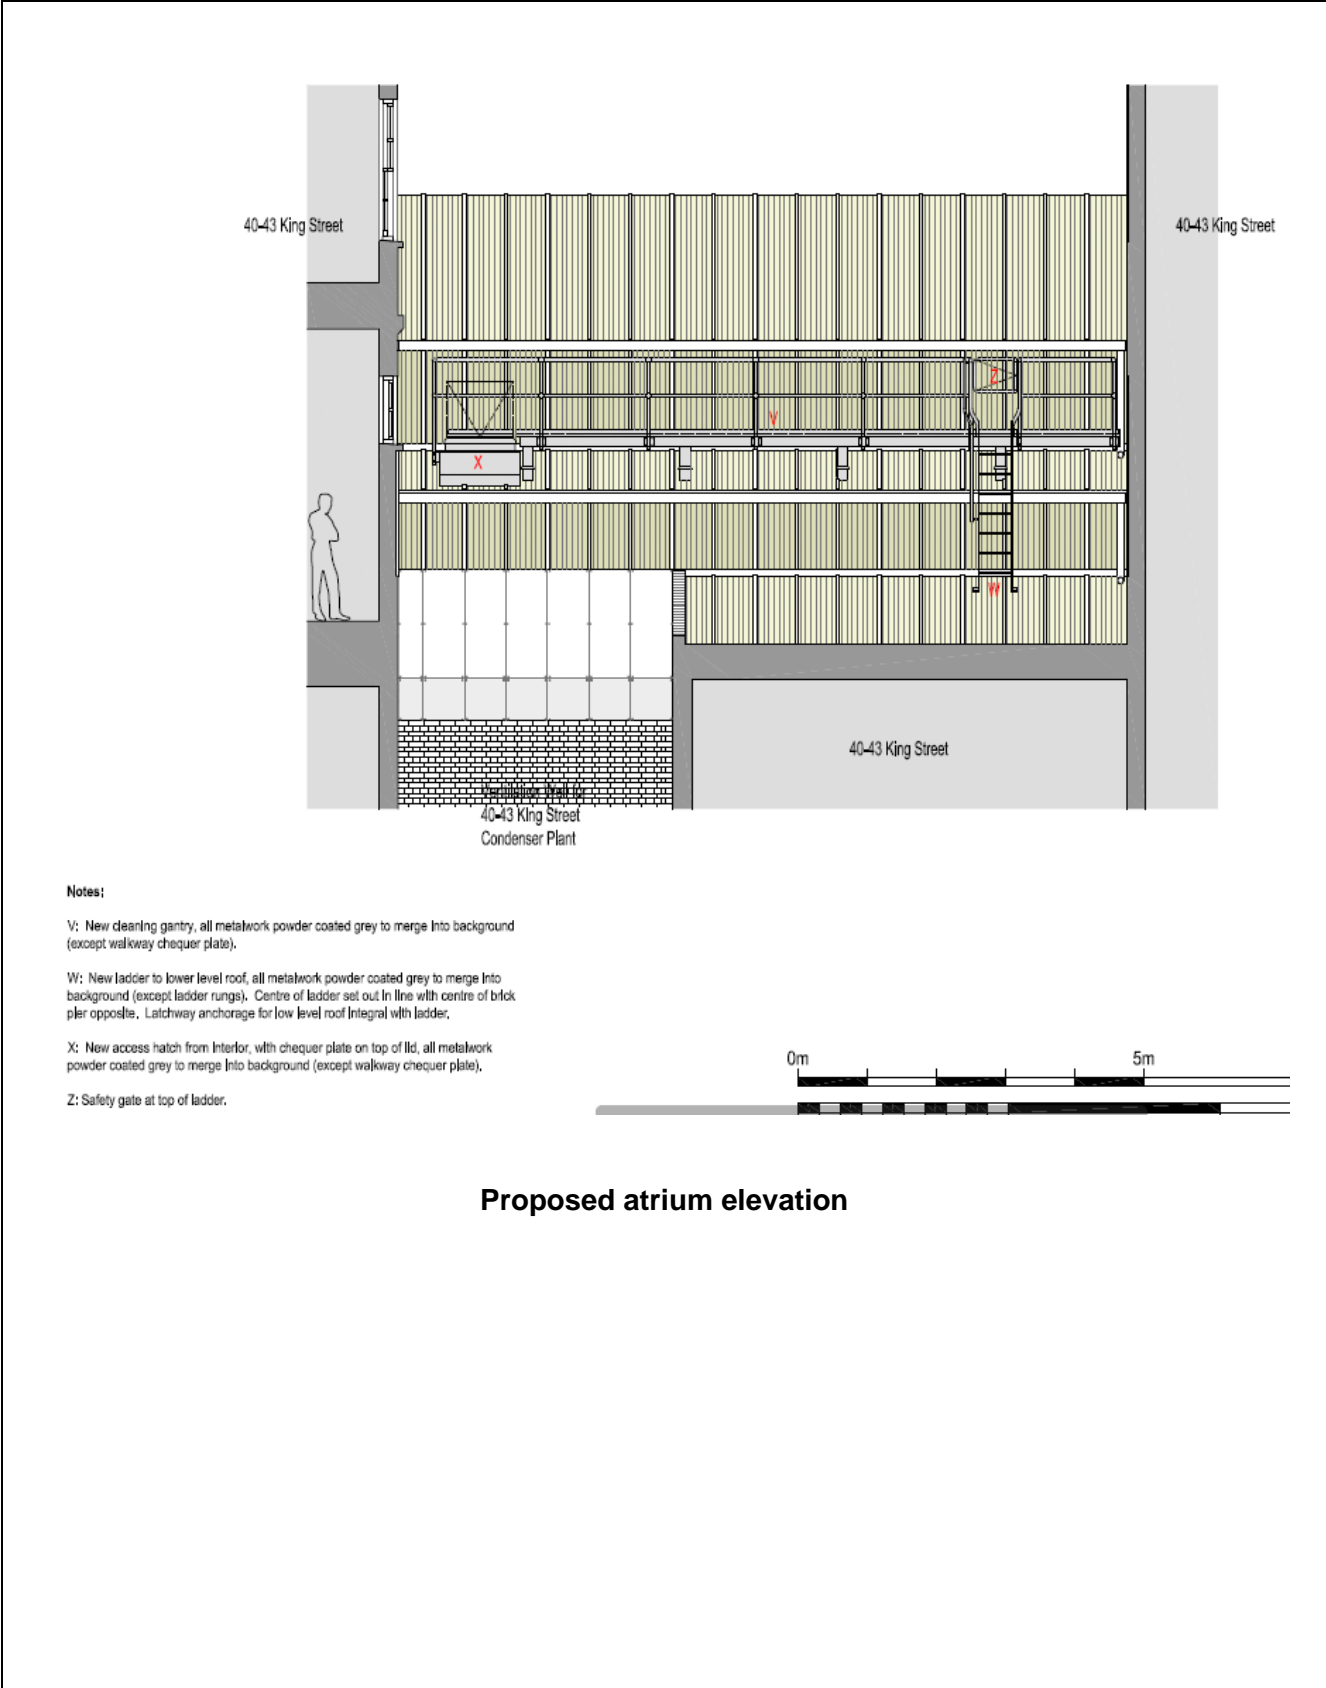 40-43 King Street
40-43 King Street
Z
V
X
W
40-43 King Street
Ventilation Well for
40-43 King Street
Condenser Plant
Notes:
V: New cleaning gantry, all metalwork powder coated grey to merge into background
(except walkway chequer plate).
W: New ladder to lower level roof, all metalwork powder coated grey to merge into
background (except ladder rungs). Centre of ladder set out in line with centre of brick
pier opposite. Latchway anchorage for low level roof integral with ladder.
X: New access hatch from interior, with chequer plate on top of lid, all metalwork
powder coated grey to merge into background (except walkway chequer plate).
Z: Safety gate at top of ladder.
0m 5m
Proposed atrium elevation